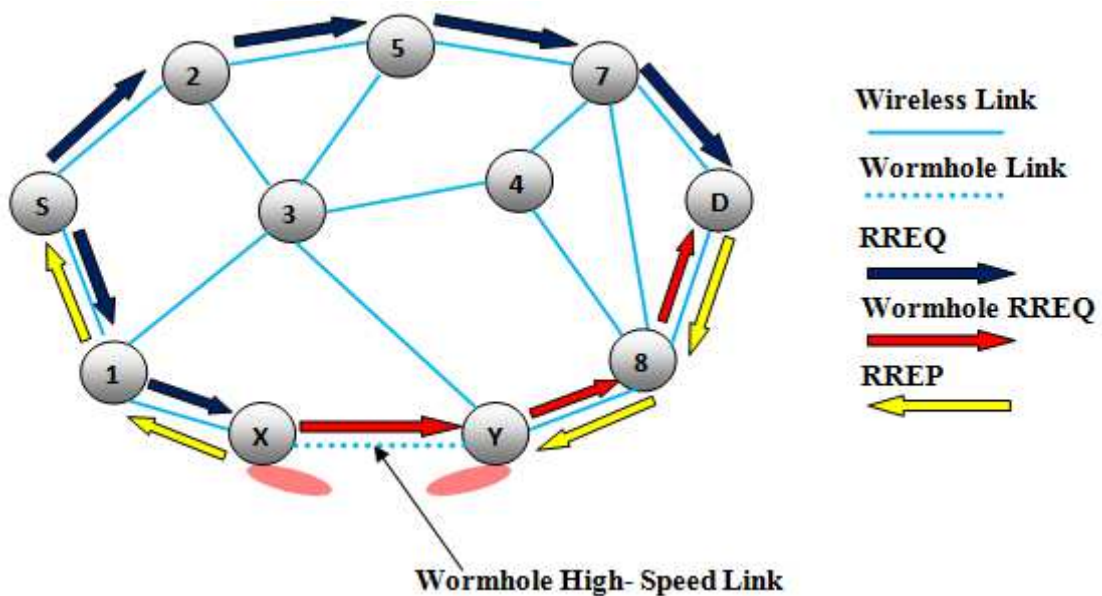 5
2
7
Wireless Link
Wormhole Link
S
3
4
D
RREQ
Wormhole RREQ
1
8
RREP
X
Y
Wormhole High- Speed Link